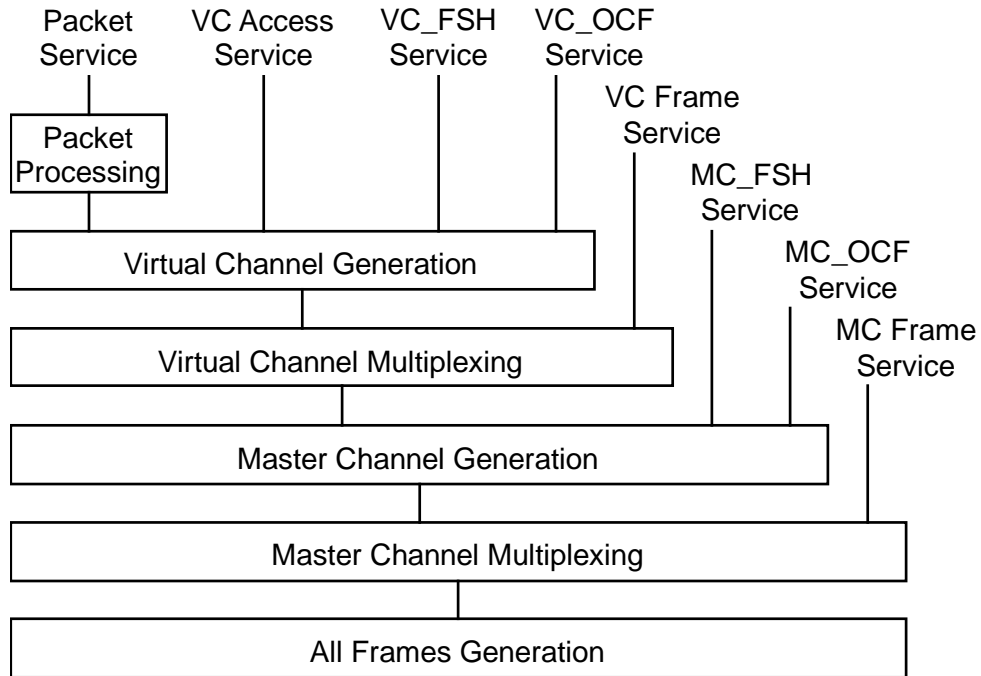 Packet
Service
VC Access
Service
VC_FSH
Service
VC_OCF
Service
VC Frame
Service
Packet
Processing
MC_FSH
Service
Virtual Channel Generation
MC_OCF
Service
MC Frame
Service
Virtual Channel Multiplexing
Master Channel Generation
Master Channel Multiplexing
All Frames Generation